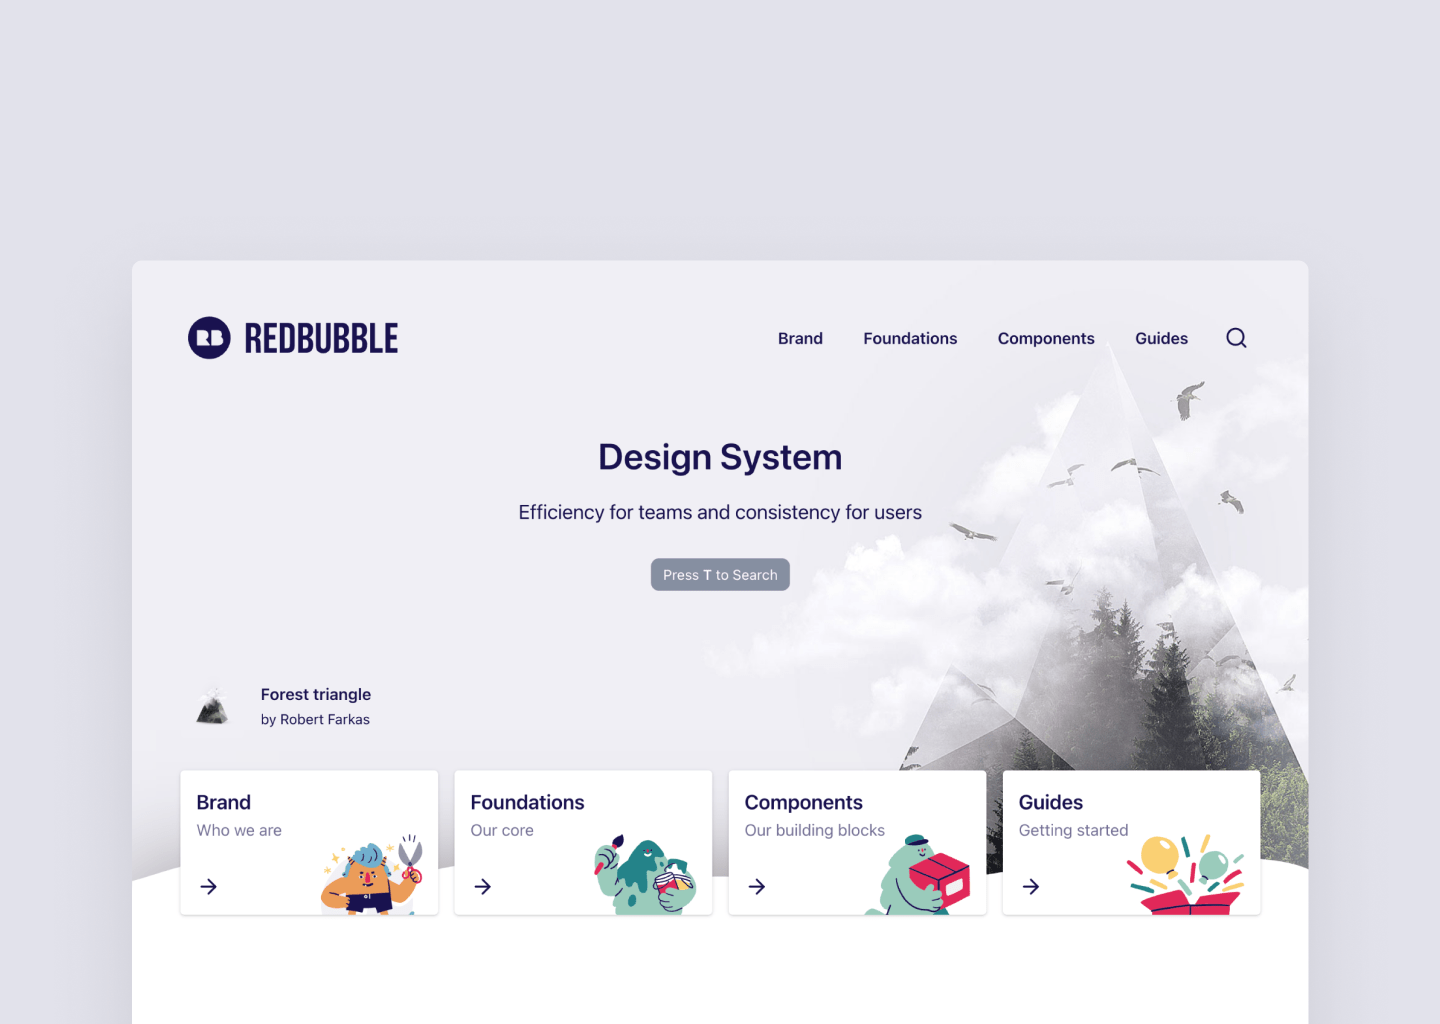 RB REDBUBBLE
Brand Foundations Components Guides
Design System
Efficiency for teams and consistency for users
Press T to Search
Forest triangle
by Robert Farkas
Brand
Who we are
Foundations
Our core
Components
Our building blocks
Guides
Getting started